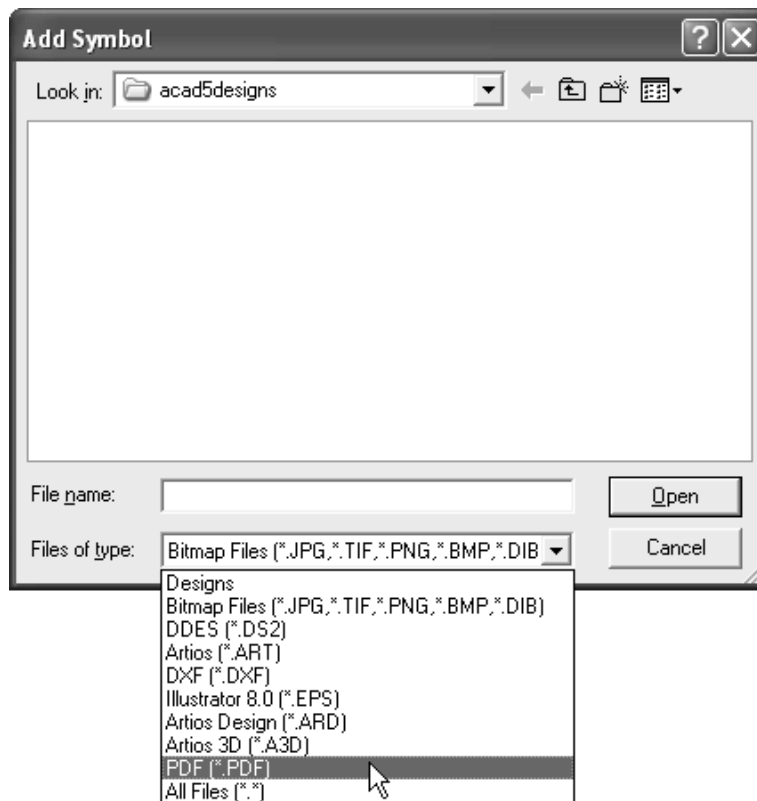 Add Symbol
Look in: acad5designs
File name:
Open
Files of type: Bitmap Files (*.JPG,*.TIF,*.PNG,*.BMP,*.DIB
Cancel
Designs
Bitmap Files (*.JPG,*.TIF,*.PNG,*.BMP,*.DIB)
DDES (*.DS2)
Artios (*.ART)
DXF (*.DXF)
Illustrator 8.0 (*.EPS)
Artios Design (*.ARD)
Artios 3D (*.A3D)
PDF (*.PDF)
All Files (*.*)